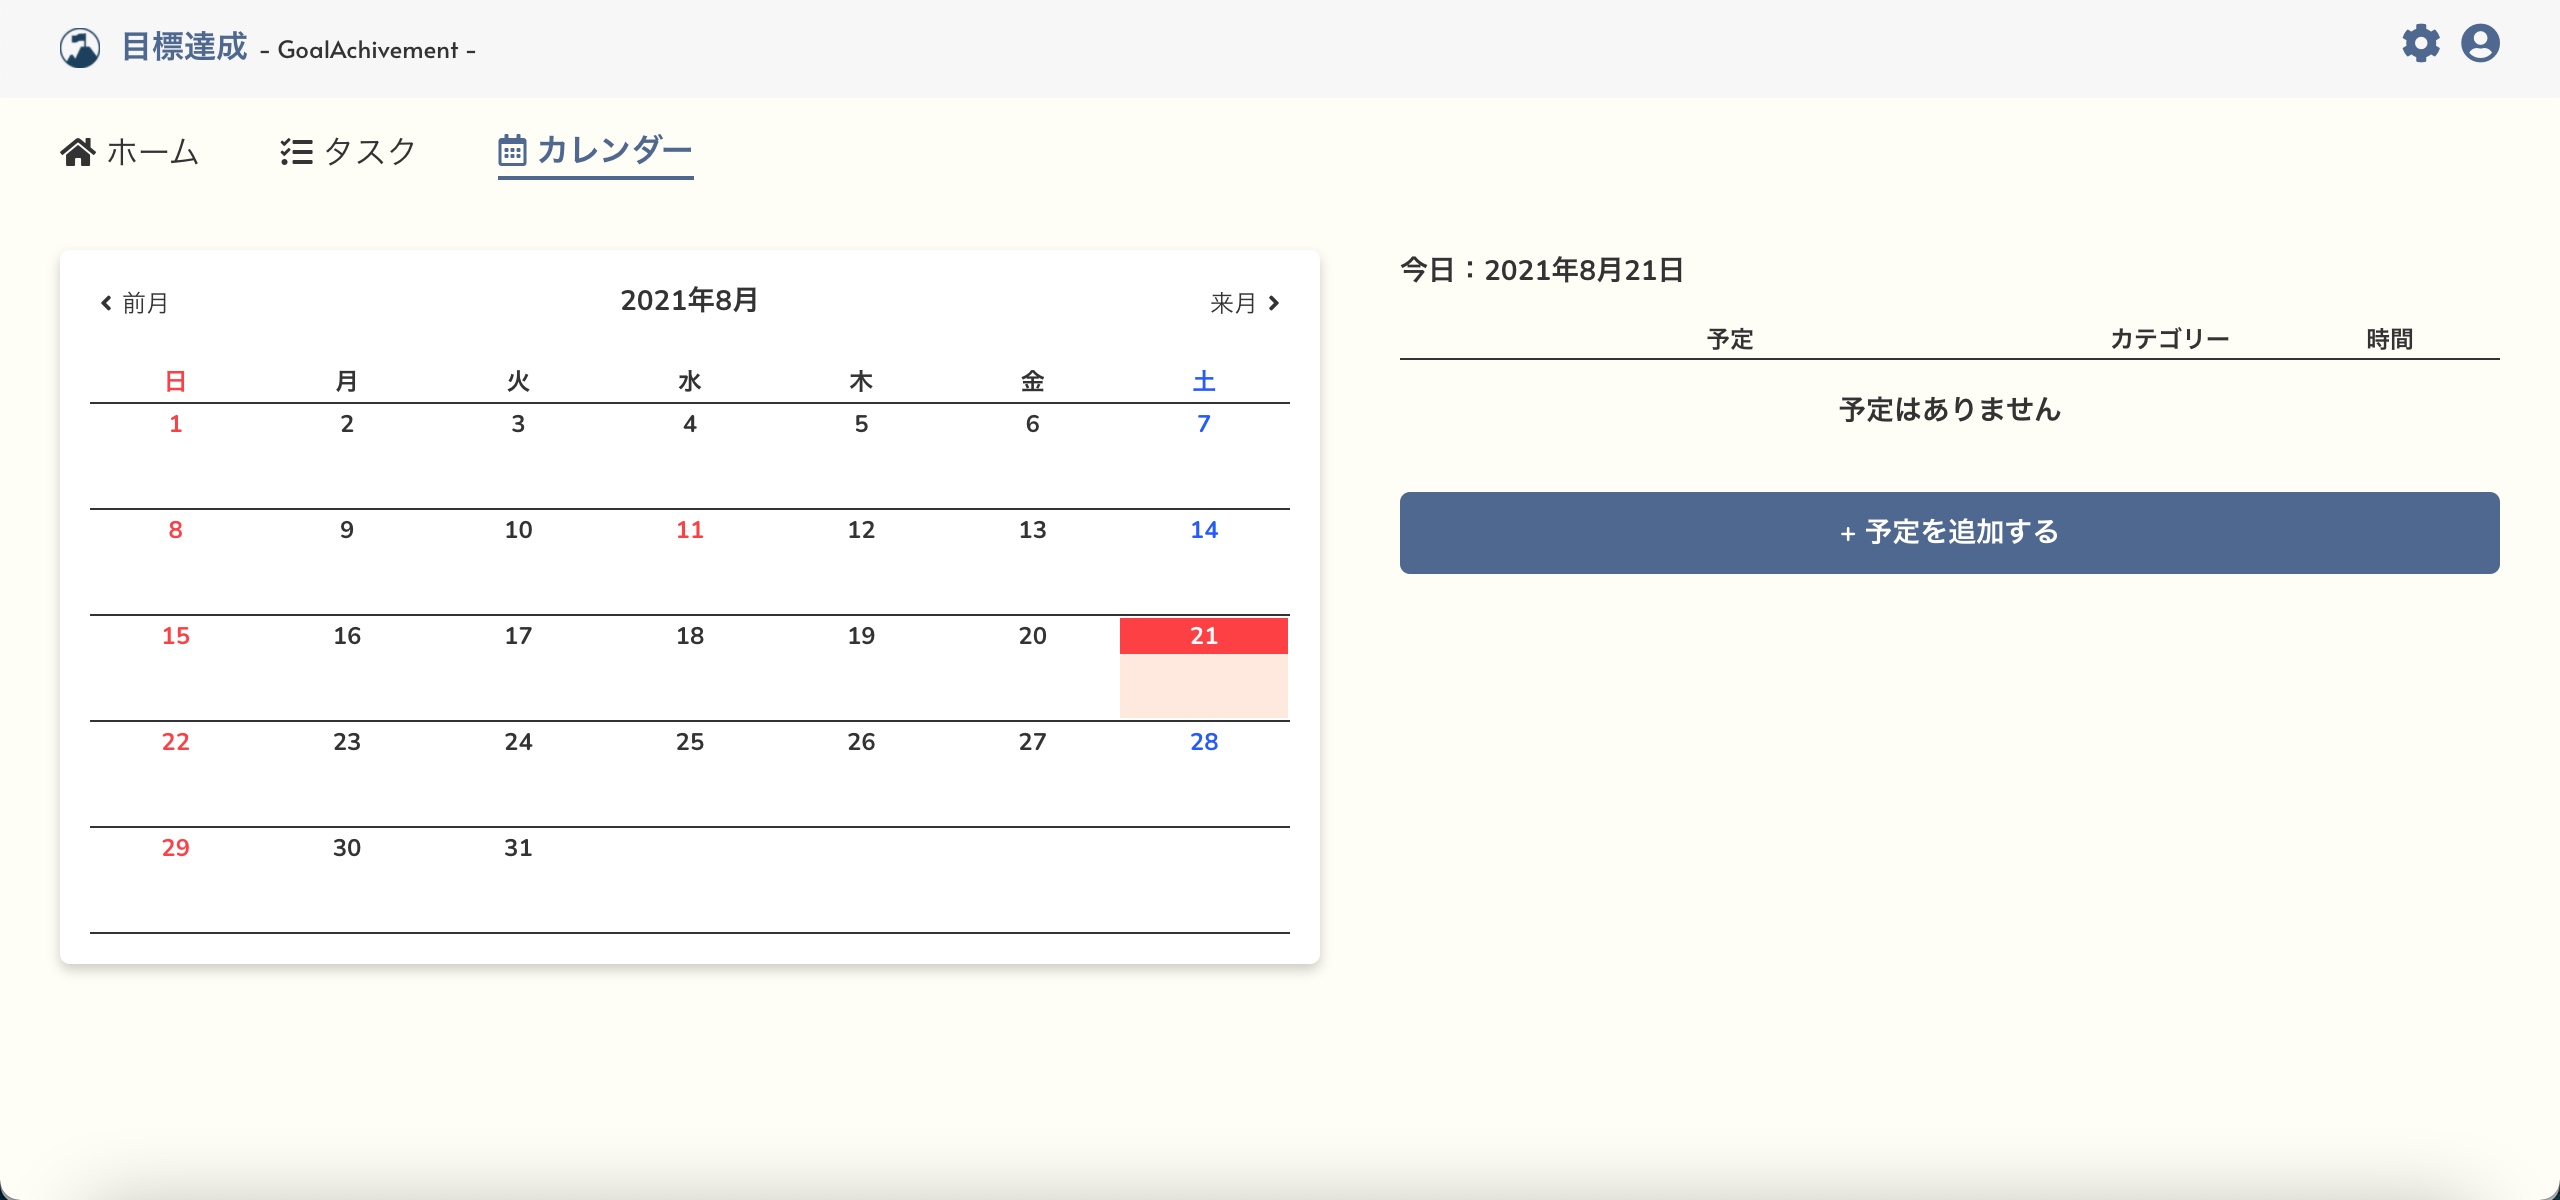 目標達成 - GoalAchivement -
ホーム タスク カレンダー
前月 2021年8月 来月
日 月 火 水 木 金 土
1 2 3 4 5 6 7
8 9 10 11 12 13 14
15 16 17 18 19 20 21
22 23 24 25 26 27 28
29 30 31
今日：2021年8月21日
予定 カテゴリー 時間
予定はありません
+ 予定を追加する